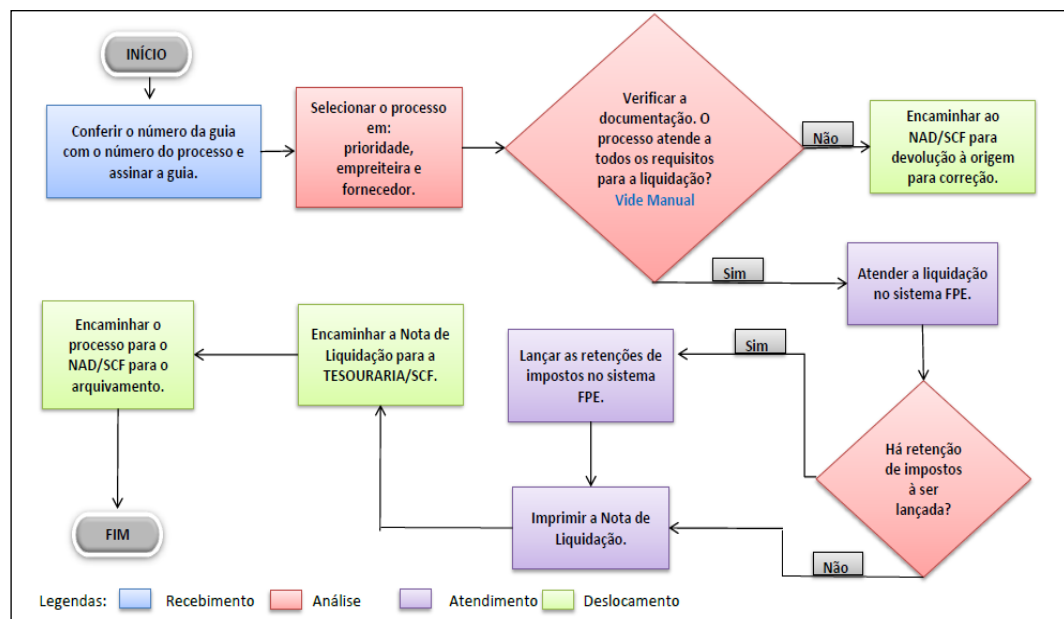 INÍCIO
Conferir o número da guia
com o número do processo e
assinar a guia.
Selecionar o processo
em:
prioridade,
empreiteira e
fornecedor.
Verificar a
documentação. O
processo atende a
todos os requisitos
para a liquidação?
Vide Manual
Não
Encaminhar ao
NAD/SCF para
devolução à origem
para correção.
Sim
Atender a liquidação
no sistema FPE.
Há retenção
de impostos
à ser
lançada?
Sim
Lançar as retenções de
impostos no sistema
FPE.
Não
Imprimir a Nota de
Liquidação.
Encaminhar a Nota de
Liquidação para a
TESOURARIA/SCF.
Encaminhar o
processo para o
NAD/SCF para o
arquivamento.
FIM
Legendas: Recebimento Análise Atendimento Deslocamento